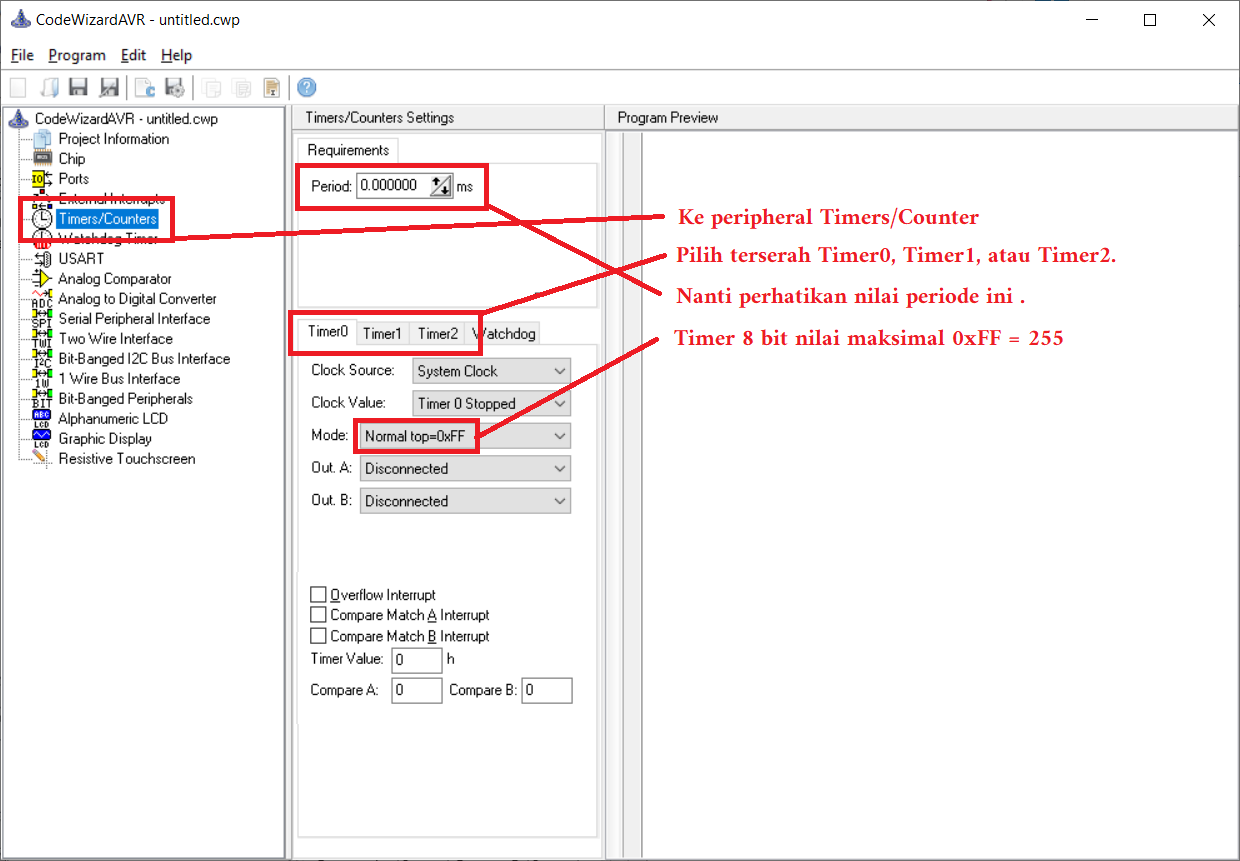 CodeWizardAVR - untitled.cwp
File Program Edit Help
CodeWizardAVR - untitled.cwp
Project Information
Chip
Ports
External Interrupts
Timers/Counters
Watchdog Timer
USART
Analog Comparator
Analog to Digital Converter
Serial Peripheral Interface
Two Wire Interface
Bit-Banged I2C Bus Interface
1 Wire Bus Interface
Bit-Banged Peripherals
Alphanumeric LCD
Graphic Display
Resistive Touchscreen
Timers/Counters Settings
Requirements
Period: 0.000000 ms
Timer0 Timer1 Timer2 Watchdog
Clock Source: System Clock
Clock Value: Timer 0 Stopped
Mode: Normal top=0xFF
Out. A: Disconnected
Out. B: Disconnected
Overflow Interrupt
Compare Match A Interrupt
Compare Match B Interrupt
Timer Value: 0 h
Compare A: 0 Compare B: 0
Program Preview
Ke peripheral Timers/Counter
Pilih terserah Timer0, Timer1, atau Timer2.
Nanti perhatikan nilai periode ini .
Timer 8 bit nilai maksimal 0xFF = 255